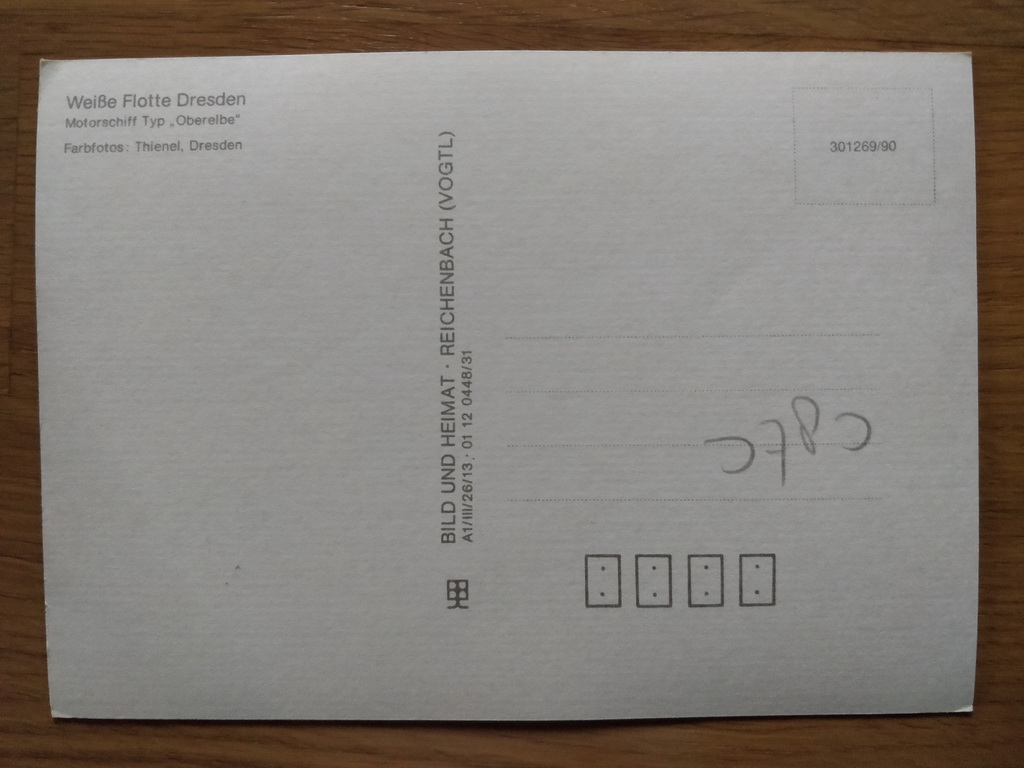 Weiße Flotte Dresden
Motorschiff Typ „Oberelbe“
Farbfotos: Thienel, Dresden
BILD UND HEIMAT · REICHENBACH (VOGTL)
A1/III/26/13 01 12 0448/31
301269/90